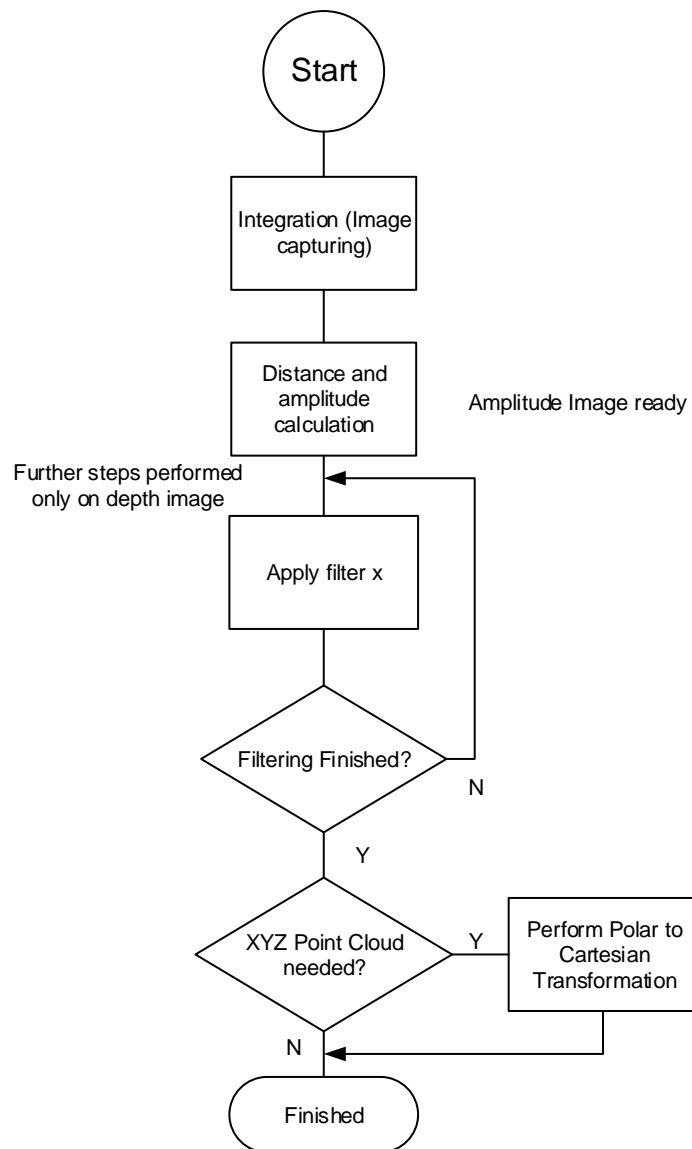 Start
Integration (Image
capturing)
Distance and
amplitude
calculation
Amplitude Image ready
Further steps performed
only on depth image
Apply filter x
Filtering Finished?
N
Y
XYZ Point Cloud
needed?
Y
Perform Polar to
Cartesian
Transformation
N
Finished